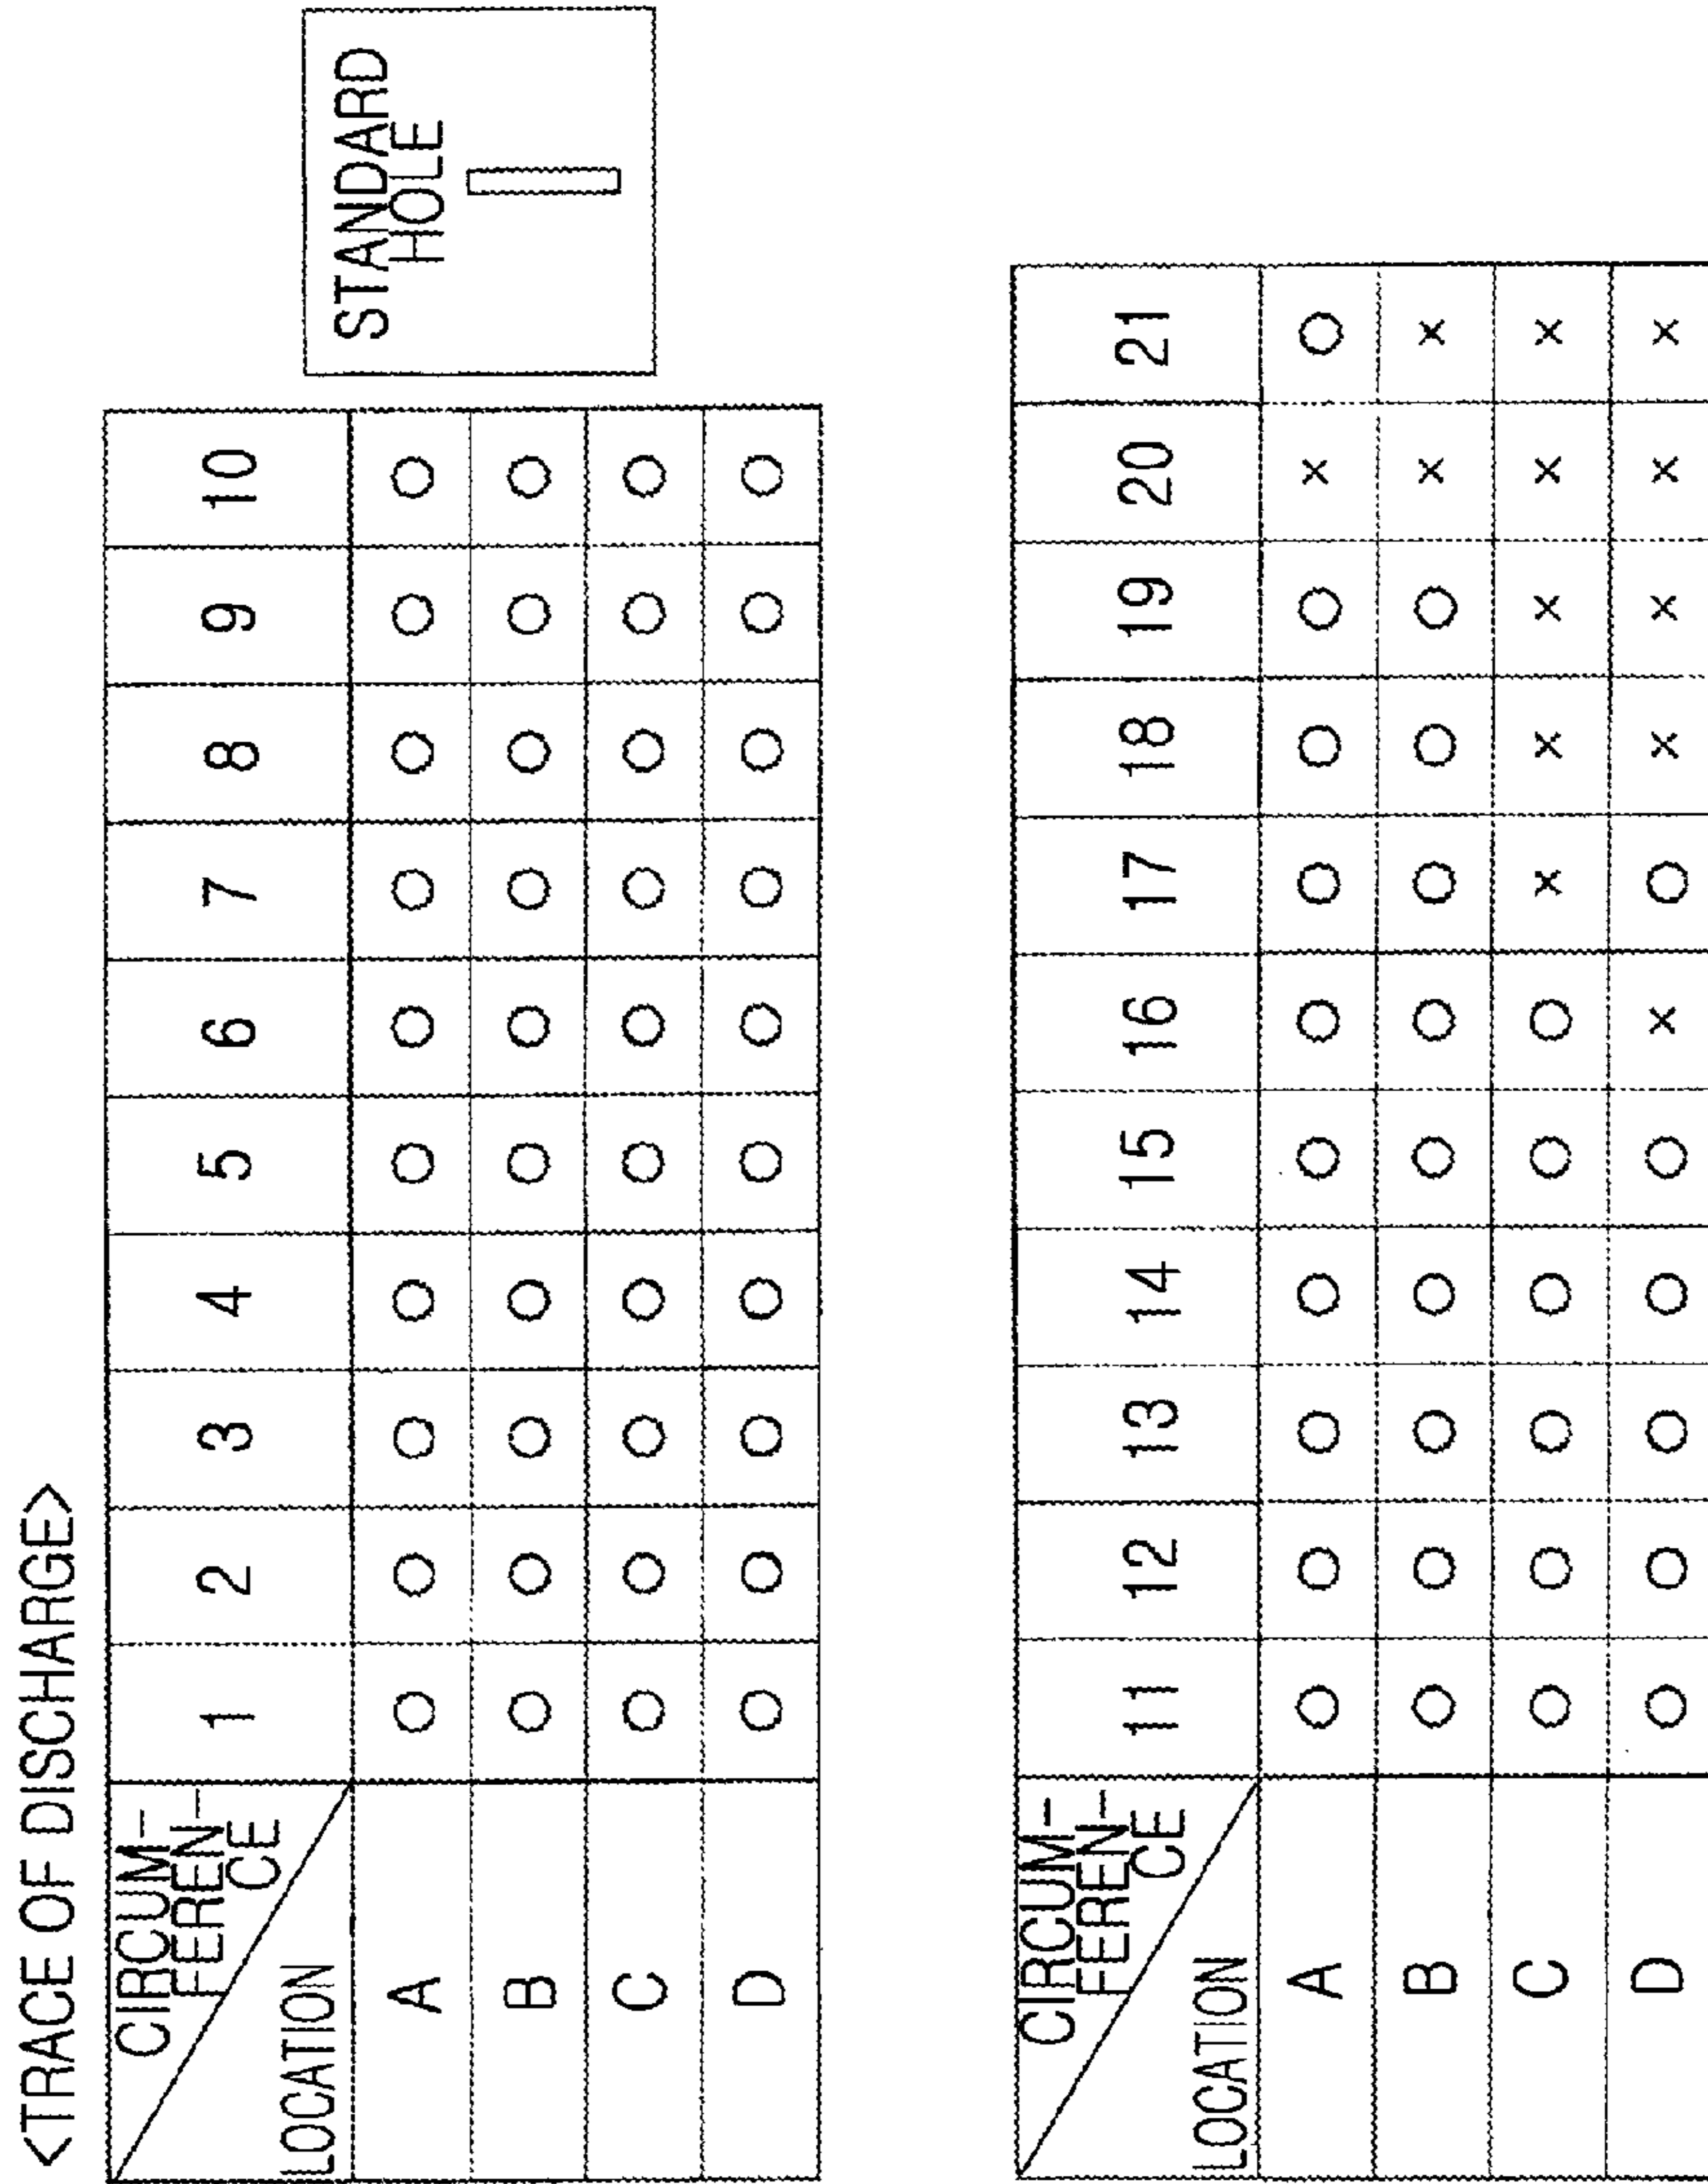 <TRACE OF DISCHARGE>
CIRCUM-
FEREN-
CE
LOCATION
1 2 3 4 5 6 7 8 9 10
A ○ ○ ○ ○ ○ ○ ○ ○ ○ ○
B ○ ○ ○ ○ ○ ○ ○ ○ ○ ○
C ○ ○ ○ ○ ○ ○ ○ ○ ○ ○
D ○ ○ ○ ○ ○ ○ ○ ○ ○ ○
STANDARD
HOLE
CIRCUM-
FEREN-
CE
LOCATION
11 12 13 14 15 16 17 18 19 20 21
A ○ ○ ○ ○ ○ ○ ○ ○ ○ × ○
B ○ ○ ○ ○ ○ ○ ○ ○ ○ × ×
C ○ ○ ○ ○ ○ ○ × × × × ×
D ○ ○ ○ ○ ○ × ○ × × × ×